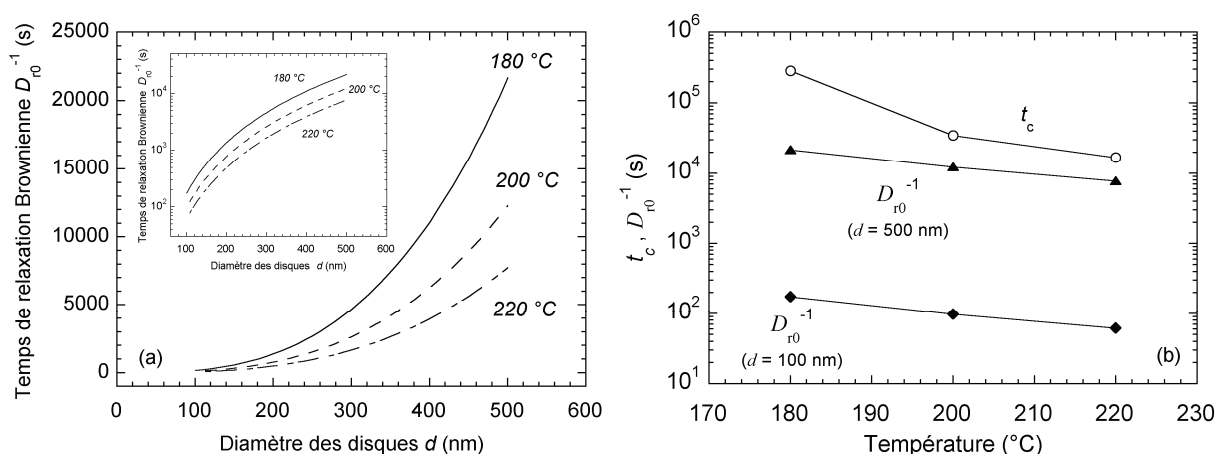 25000
20000
15000
10000
5000
0
0
100
200
300
400
500
600
Temps de relaxation Brownienne D_r0^-1 (s)
Diamètre des disques d (nm)
180 °C
200 °C
220 °C
(a)
10^4
10^3
10^2
100
200
300
400
500
600
Temps de relaxation Brownienne D_r0^-1 (s)
Diamètre des disques d (nm)
180 °C
200 °C
220 °C
10^6
10^5
10^4
10^3
10^2
10^1
170
180
190
200
210
220
230
t_c , D_r0^-1 (s)
Température (°C)
t_c
D_r0^-1
(d = 500 nm)
D_r0^-1
(d = 100 nm)
(b)